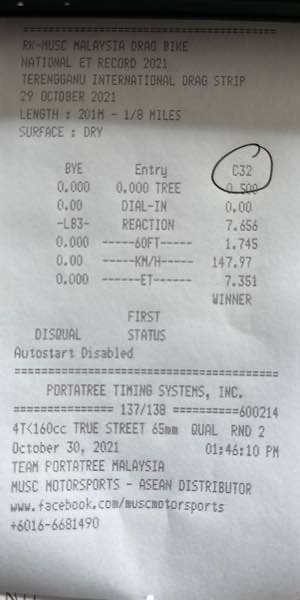 ========================================
RK-MUSC MALAYSIA DRAG BIKE
NATIONAL ET RECORD 2021
TERENGGANU INTERNATIONAL DRAG STRIP
29 OCTOBER 2021
LENGTH : 201M - 1/8 MILES
SURFACE : DRY
BYE Entry C32
0.000 0.000 TREE 0.500
0.00 DIAL-IN 0.00
-LB3- REACTION 7.656
0.000 -----60FT----- 1.745
0.00 -----KM/H----- 147.97
0.000 ------ET------ 7.351
WINNER
FIRST
DISQUAL STATUS
Autostart Disabled
========================================
PORTATREE TIMING SYSTEMS, INC.
=============== 137/138 ==========600214
4T<160cc TRUE STREET 65mm QUAL RND 2
October 30, 2021 01:46:10 PM
TEAM PORTATREE MALAYSIA
MUSC MOTORSPORTS - ASEAN DISTRIBUTOR
www.facebook.com/muscmotorsports
+6016-6681490